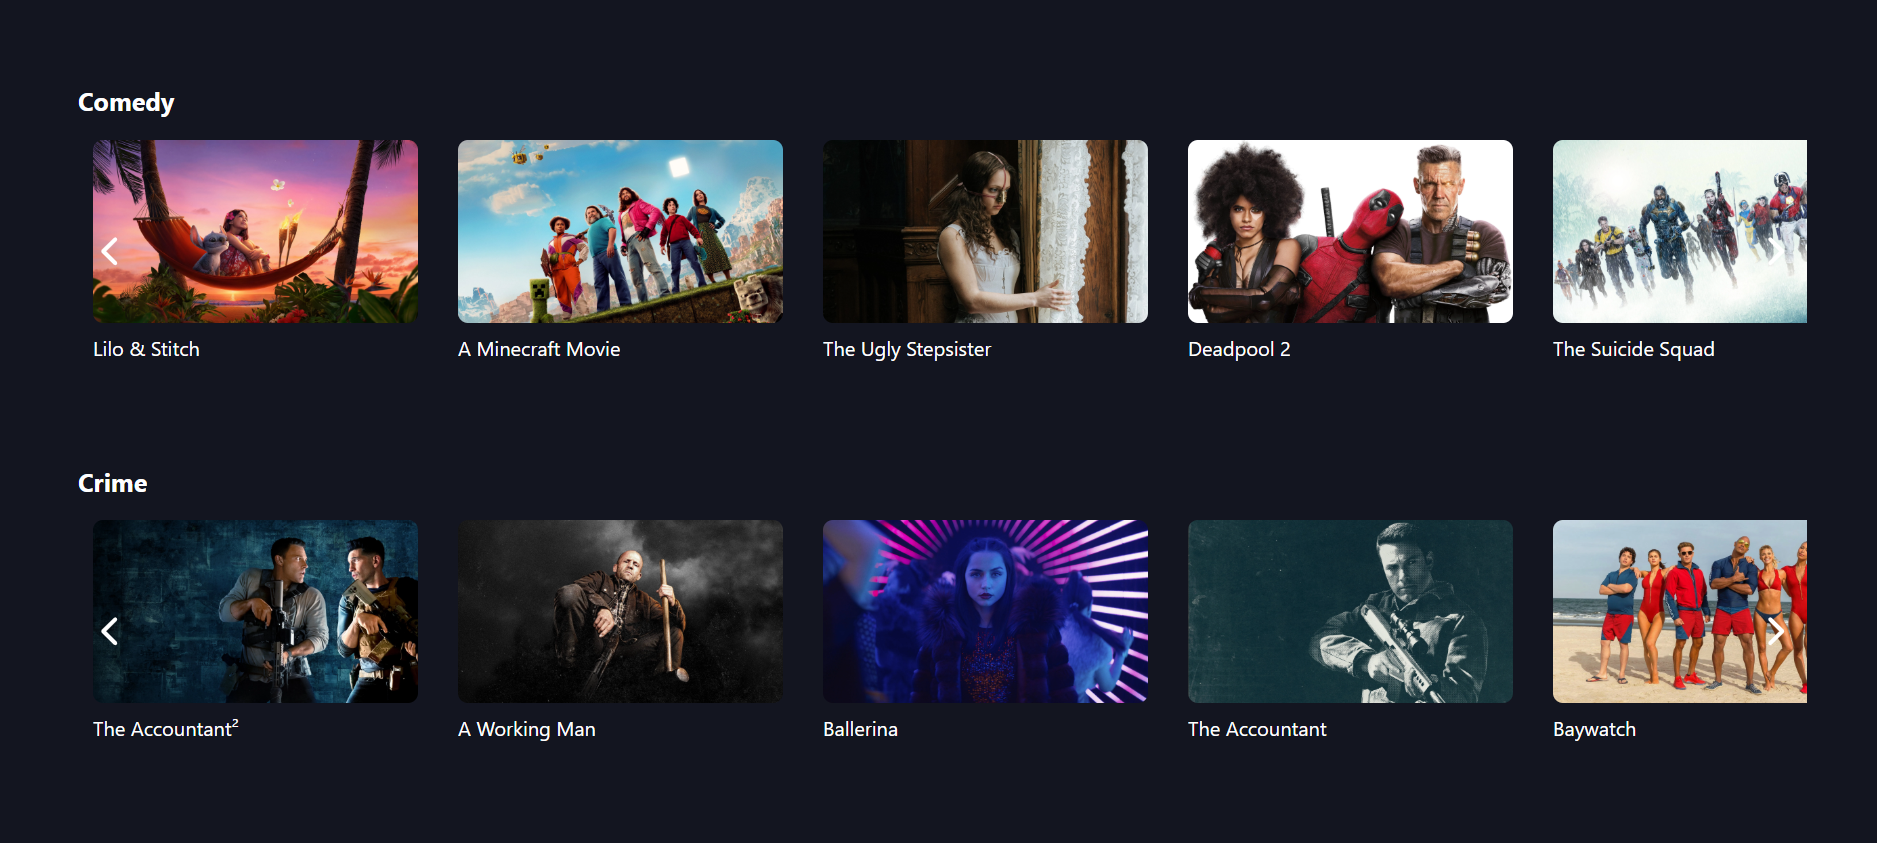 Comedy
Lilo & Stitch
A Minecraft Movie
The Ugly Stepsister
Deadpool 2
The Suicide Squad
Crime
The Accountant²
A Working Man
Ballerina
The Accountant
Baywatch